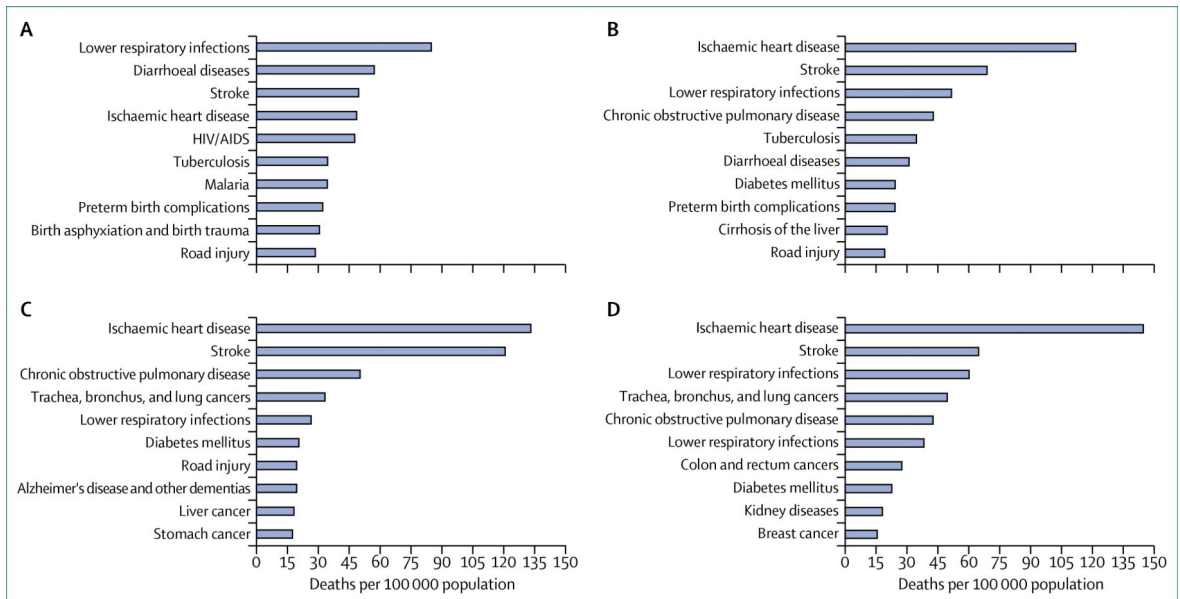 A
Lower respiratory infections
Diarrhoeal diseases
Stroke
Ischaemic heart disease
HIV/AIDS
Tuberculosis
Malaria
Preterm birth complications
Birth asphyxiation and birth trauma
Road injury
B
Ischaemic heart disease
Stroke
Lower respiratory infections
Chronic obstructive pulmonary disease
Tuberculosis
Diarrhoeal diseases
Diabetes mellitus
Preterm birth complications
Cirrhosis of the liver
Road injury
C
Ischaemic heart disease
Stroke
Chronic obstructive pulmonary disease
Trachea, bronchus, and lung cancers
Lower respiratory infections
Diabetes mellitus
Road injury
Alzheimer's disease and other dementias
Liver cancer
Stomach cancer
0 15 30 45 60 75 90 105 120 135 150
Deaths per 100 000 population
D
Ischaemic heart disease
Stroke
Lower respiratory infections
Trachea, bronchus, and lung cancers
Chronic obstructive pulmonary disease
Lower respiratory infections
Colon and rectum cancers
Diabetes mellitus
Kidney diseases
Breast cancer
0 15 30 45 60 75 90 105 120 135 150
Deaths per 100 000 population